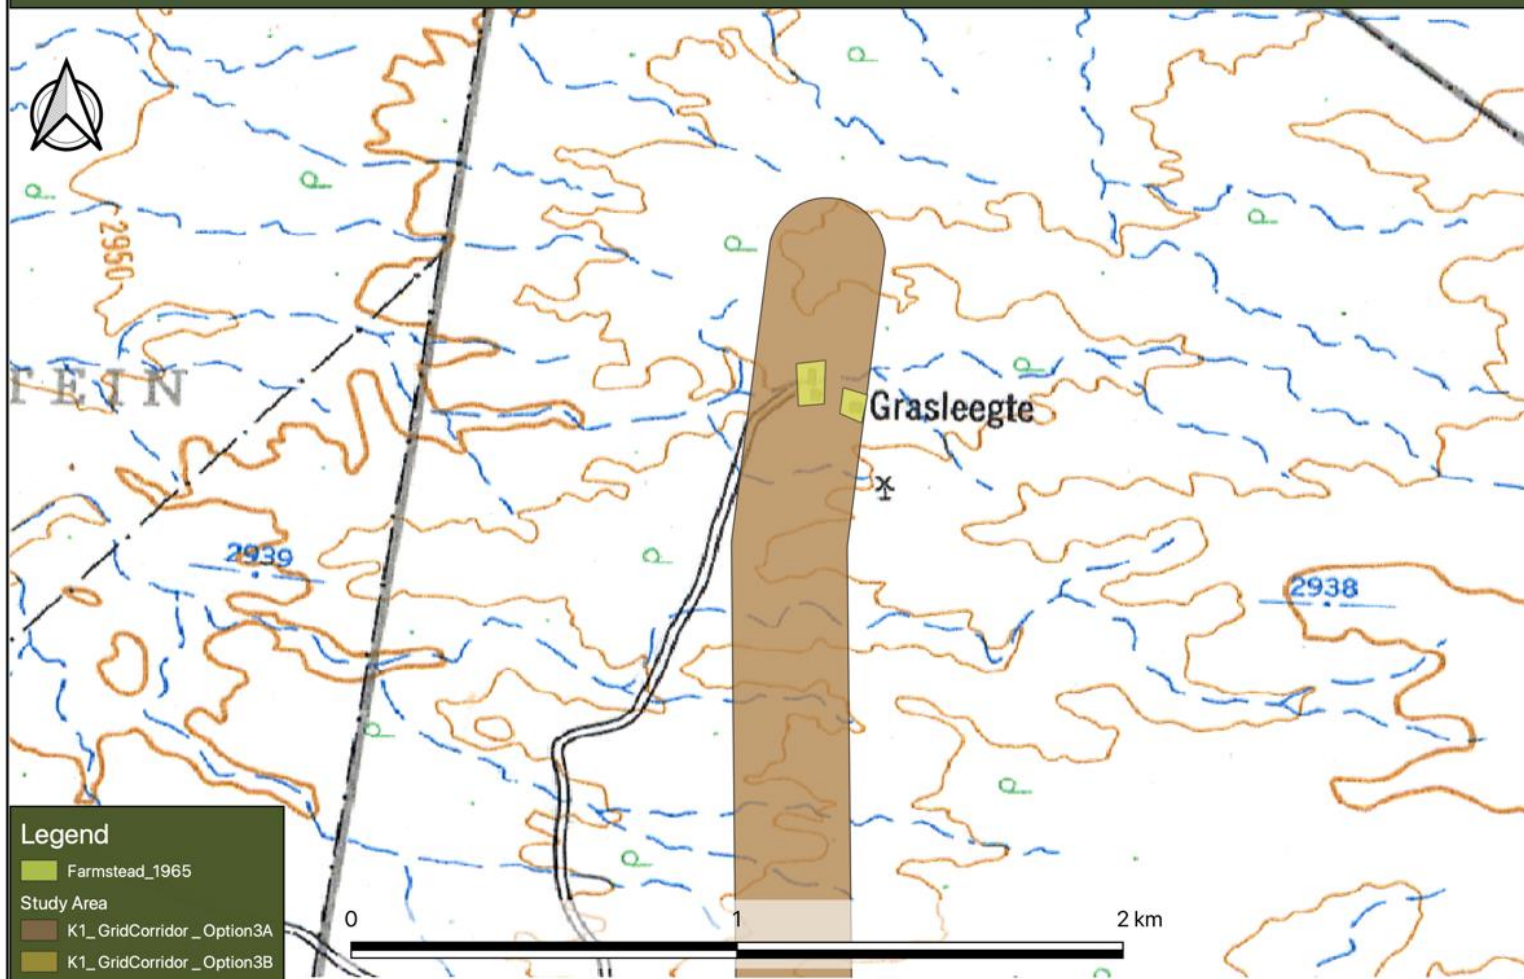 2950
TEIN
Grasleegte
2939
2938
Legend
Farmstead_1965
Study Area
K1_GridCorridor_Option3A
K1_GridCorridor_Option3B
0 1 2 km